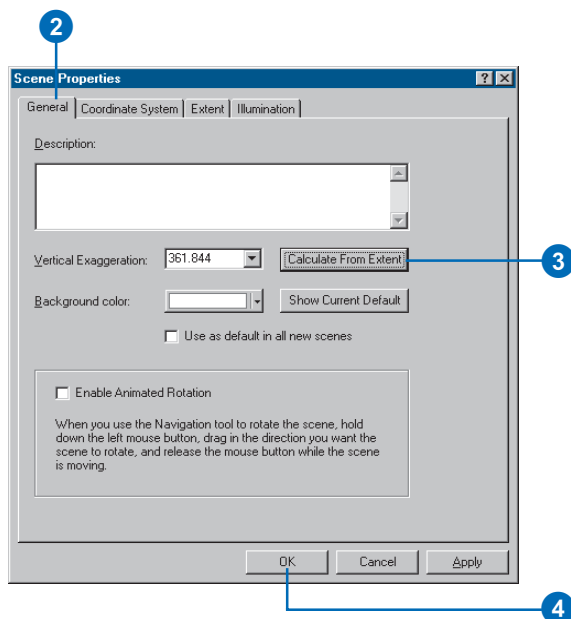 2
Scene Properties
General Coordinate System Extent Illumination
Description:
Vertical Exaggeration: 361.844 Calculate From Extent
3
Background color: Show Current Default
Use as default in all new scenes
Enable Animated Rotation
When you use the Navigation tool to rotate the scene, hold
down the left mouse button, drag in the direction you want the
scene to rotate, and release the mouse button while the scene
is moving.
OK Cancel Apply
4